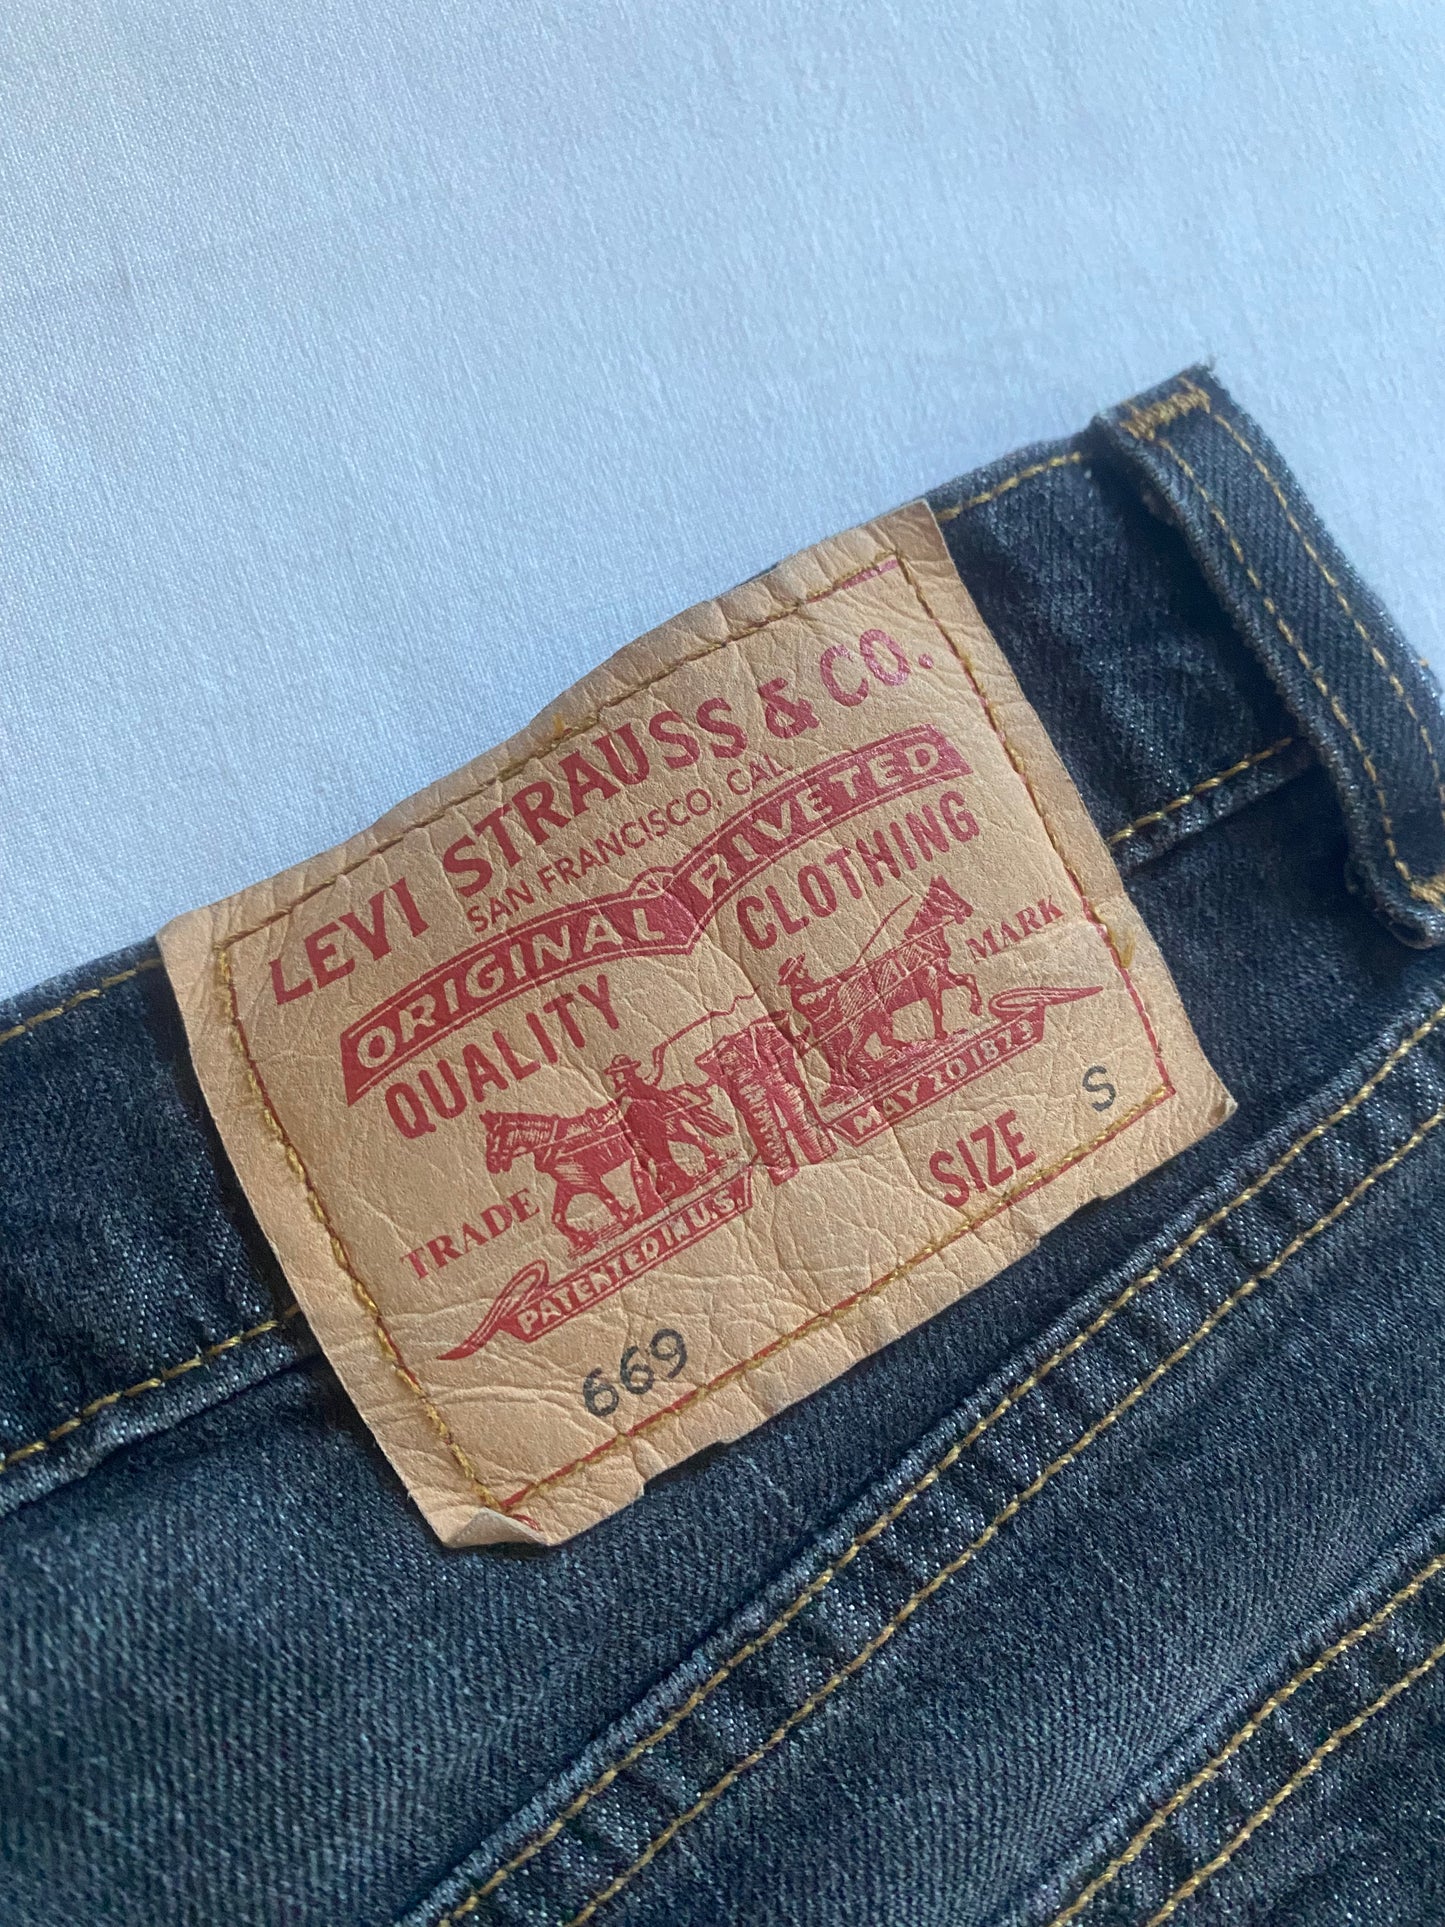 LEVI STRAUSS & CO.
SAN FRANCISCO, CAL.
ORIGINAL RIVETED
QUALITY CLOTHING
TRADE MARK
PATENTED IN U.S. MAY 20 1873
SIZE S
669